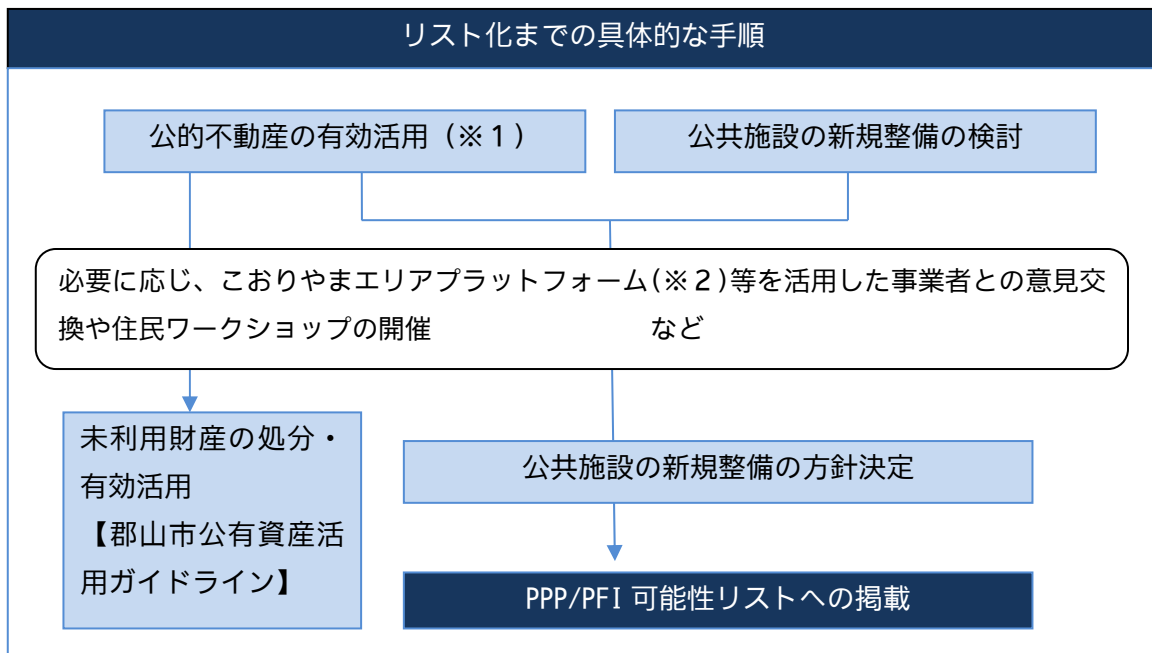 リスト化までの具体的な手順
公的不動産の有効活用（※１）
公共施設の新規整備の検討
必要に応じ、こおりやまエリアプラットフォーム(※２)等を活用した事業者との意見交
換や住民ワークショップの開催 など
未利用財産の処分・
有効活用
【郡山市公有資産活
用ガイドライン】
公共施設の新規整備の方針決定
PPP/PFI 可能性リストへの掲載